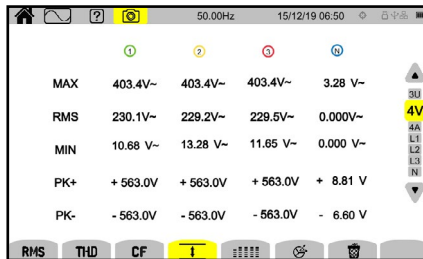 ? 50.00Hz 15/12/19 06:50
1 2 3 N
MAX 403.4V~ 403.4V~ 403.4V~ 3.28 V~
3U
RMS 230.1V~ 229.2V~ 229.5V~ 0.000V~
4V
4A
MIN 10.68 V~ 13.28 V~ 11.65 V~ 0.000 V~
L1
L2
L3
N
PK+ + 563.0V + 563.0V + 563.0V + 8.81 V
PK- - 563.0V - 563.0V - 563.0V - 6.60 V
RMS THD CF